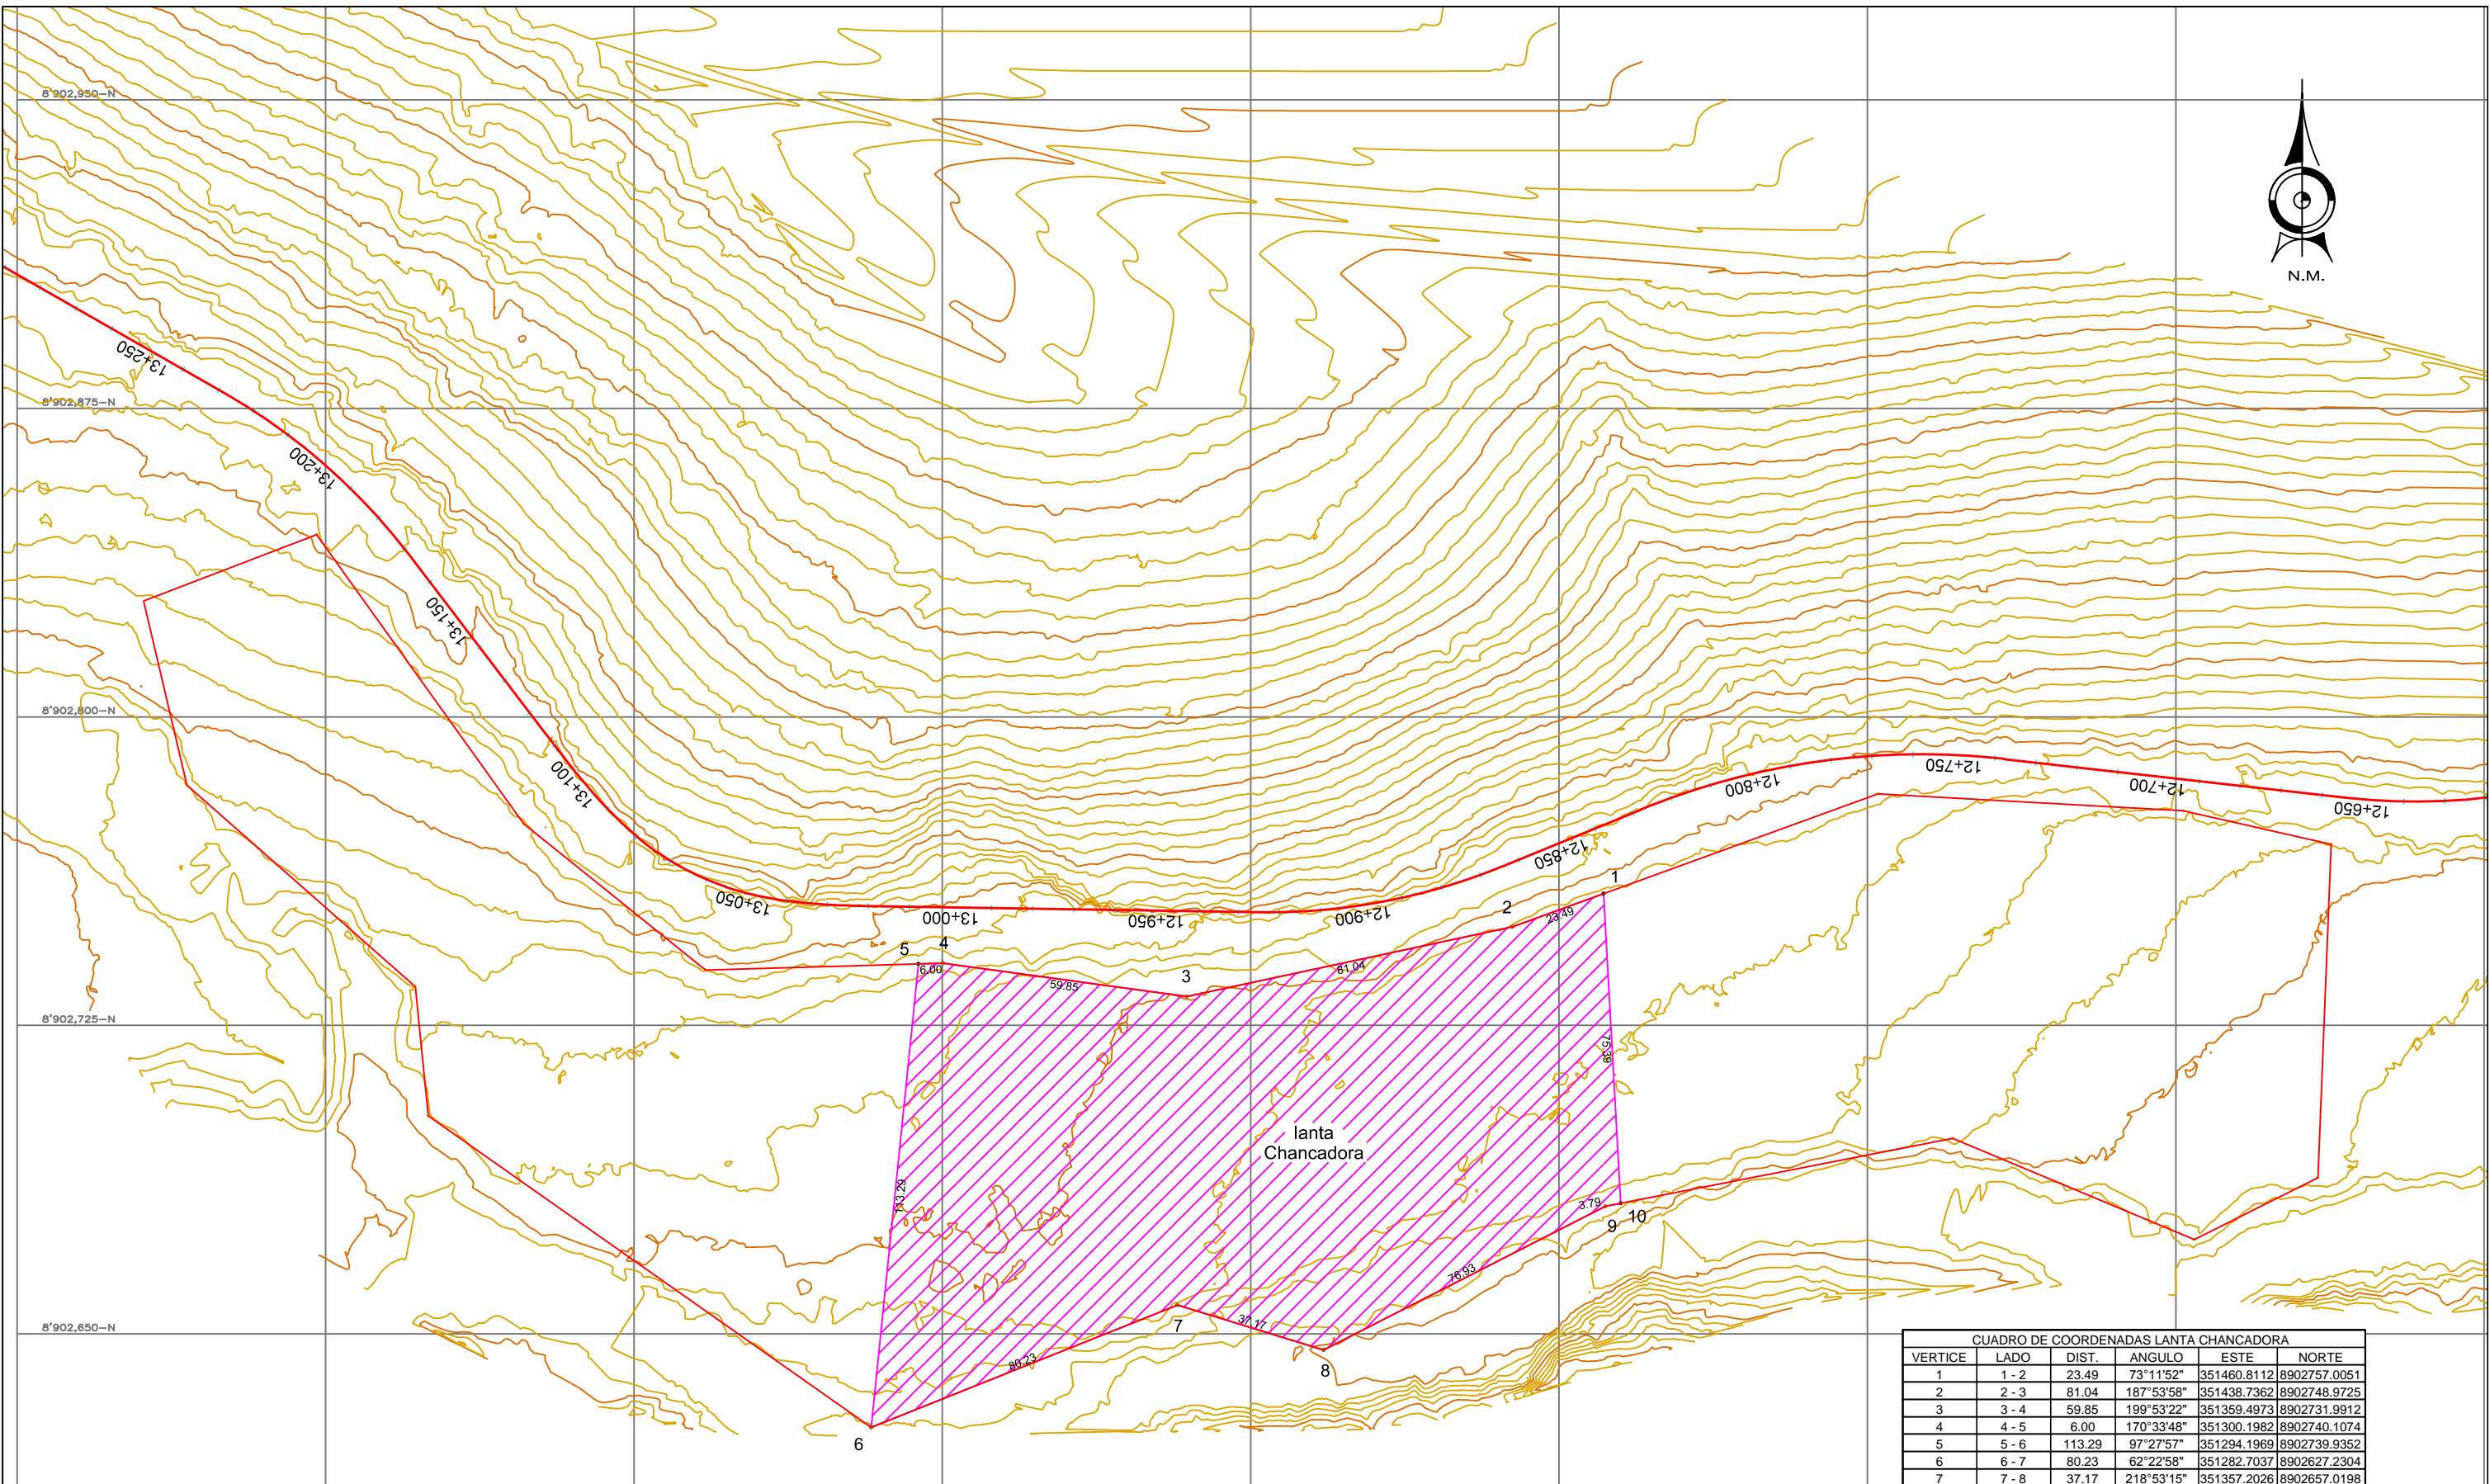 8'902,950-N
N.M.
13+250
8'902,875-N
13+200
13+150
8'902,800-N
13+100
13+050
13+000
12+950
12+900
12+850
12+800
12+750
12+700
12+650
1
2
23.49
5
4
6.00
3
81.04
59.85
8'902,725-N
75.39
lanta
Chancadora
113.29
3.79
9
10
76.93
7
37.17
8'902,650-N
80.23
8
6
CUADRO DE COORDENADAS LANTA CHANCADORA
VERTICE LADO DIST. ANGULO ESTE NORTE
1 1 - 2 23.49 73°11'52" 351460.8112 8902757.0051
2 2 - 3 81.04 187°53'58" 351438.7362 8902748.9725
3 3 - 4 59.85 199°53'22" 351359.4973 8902731.9912
4 4 - 5 6.00 170°33'48" 351300.1982 8902740.1074
5 5 - 6 113.29 97°27'57" 351294.1969 8902739.9352
6 6 - 7 80.23 62°22'58" 351282.7037 8902627.2304
7 7 - 8 37.17 218°53'15" 351357.2026 8902657.0198